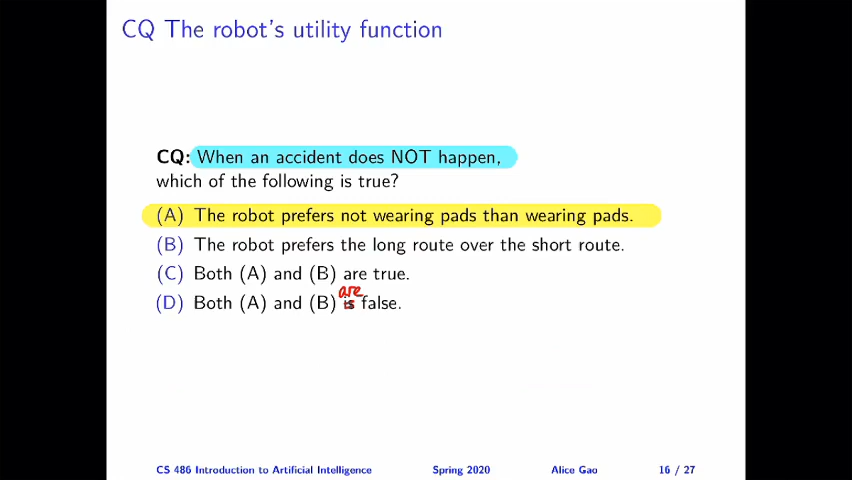 CQ The robot's utility function
CQ: When an accident does NOT happen,
which of the following is true?
(A) The robot prefers not wearing pads than wearing pads.
(B) The robot prefers the long route over the short route.
(C) Both (A) and (B) are true.
are
(D) Both (A) and (B) is false.
CS 486 Introduction to Artificial Intelligence Spring 2020 Alice Gao 16 / 27